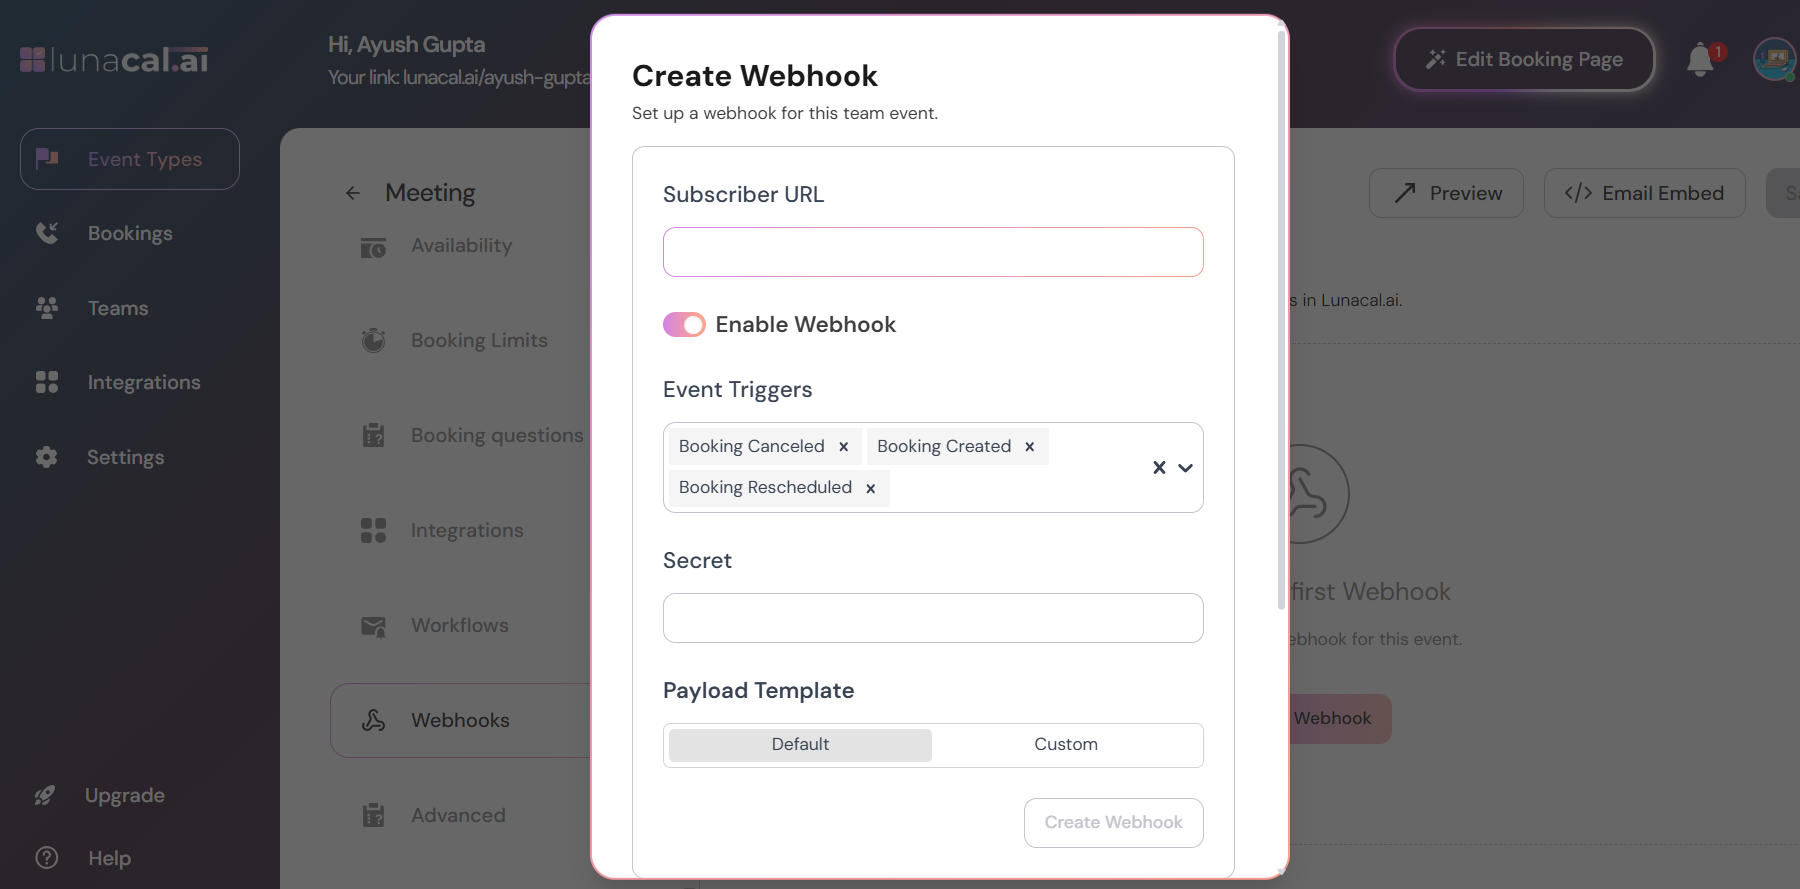 lunacal.ai
Hi, Ayush Gupta
Your link: lunacal.ai/ayush-gupta
Edit Booking Page
1
Event Types
Bookings
Teams
Integrations
Settings
Upgrade
Help
Meeting
Availability
Booking Limits
Booking questions
Integrations
Workflows
Webhooks
Advanced
Preview
Email Embed
in Lunacal.ai.
first Webhook
for this event.
Webhook
Create Webhook
Set up a webhook for this team event.
Subscriber URL
Enable Webhook
Event Triggers
Booking Canceled x Booking Created x
Booking Rescheduled x
Secret
Payload Template
Default Custom
Create Webhook